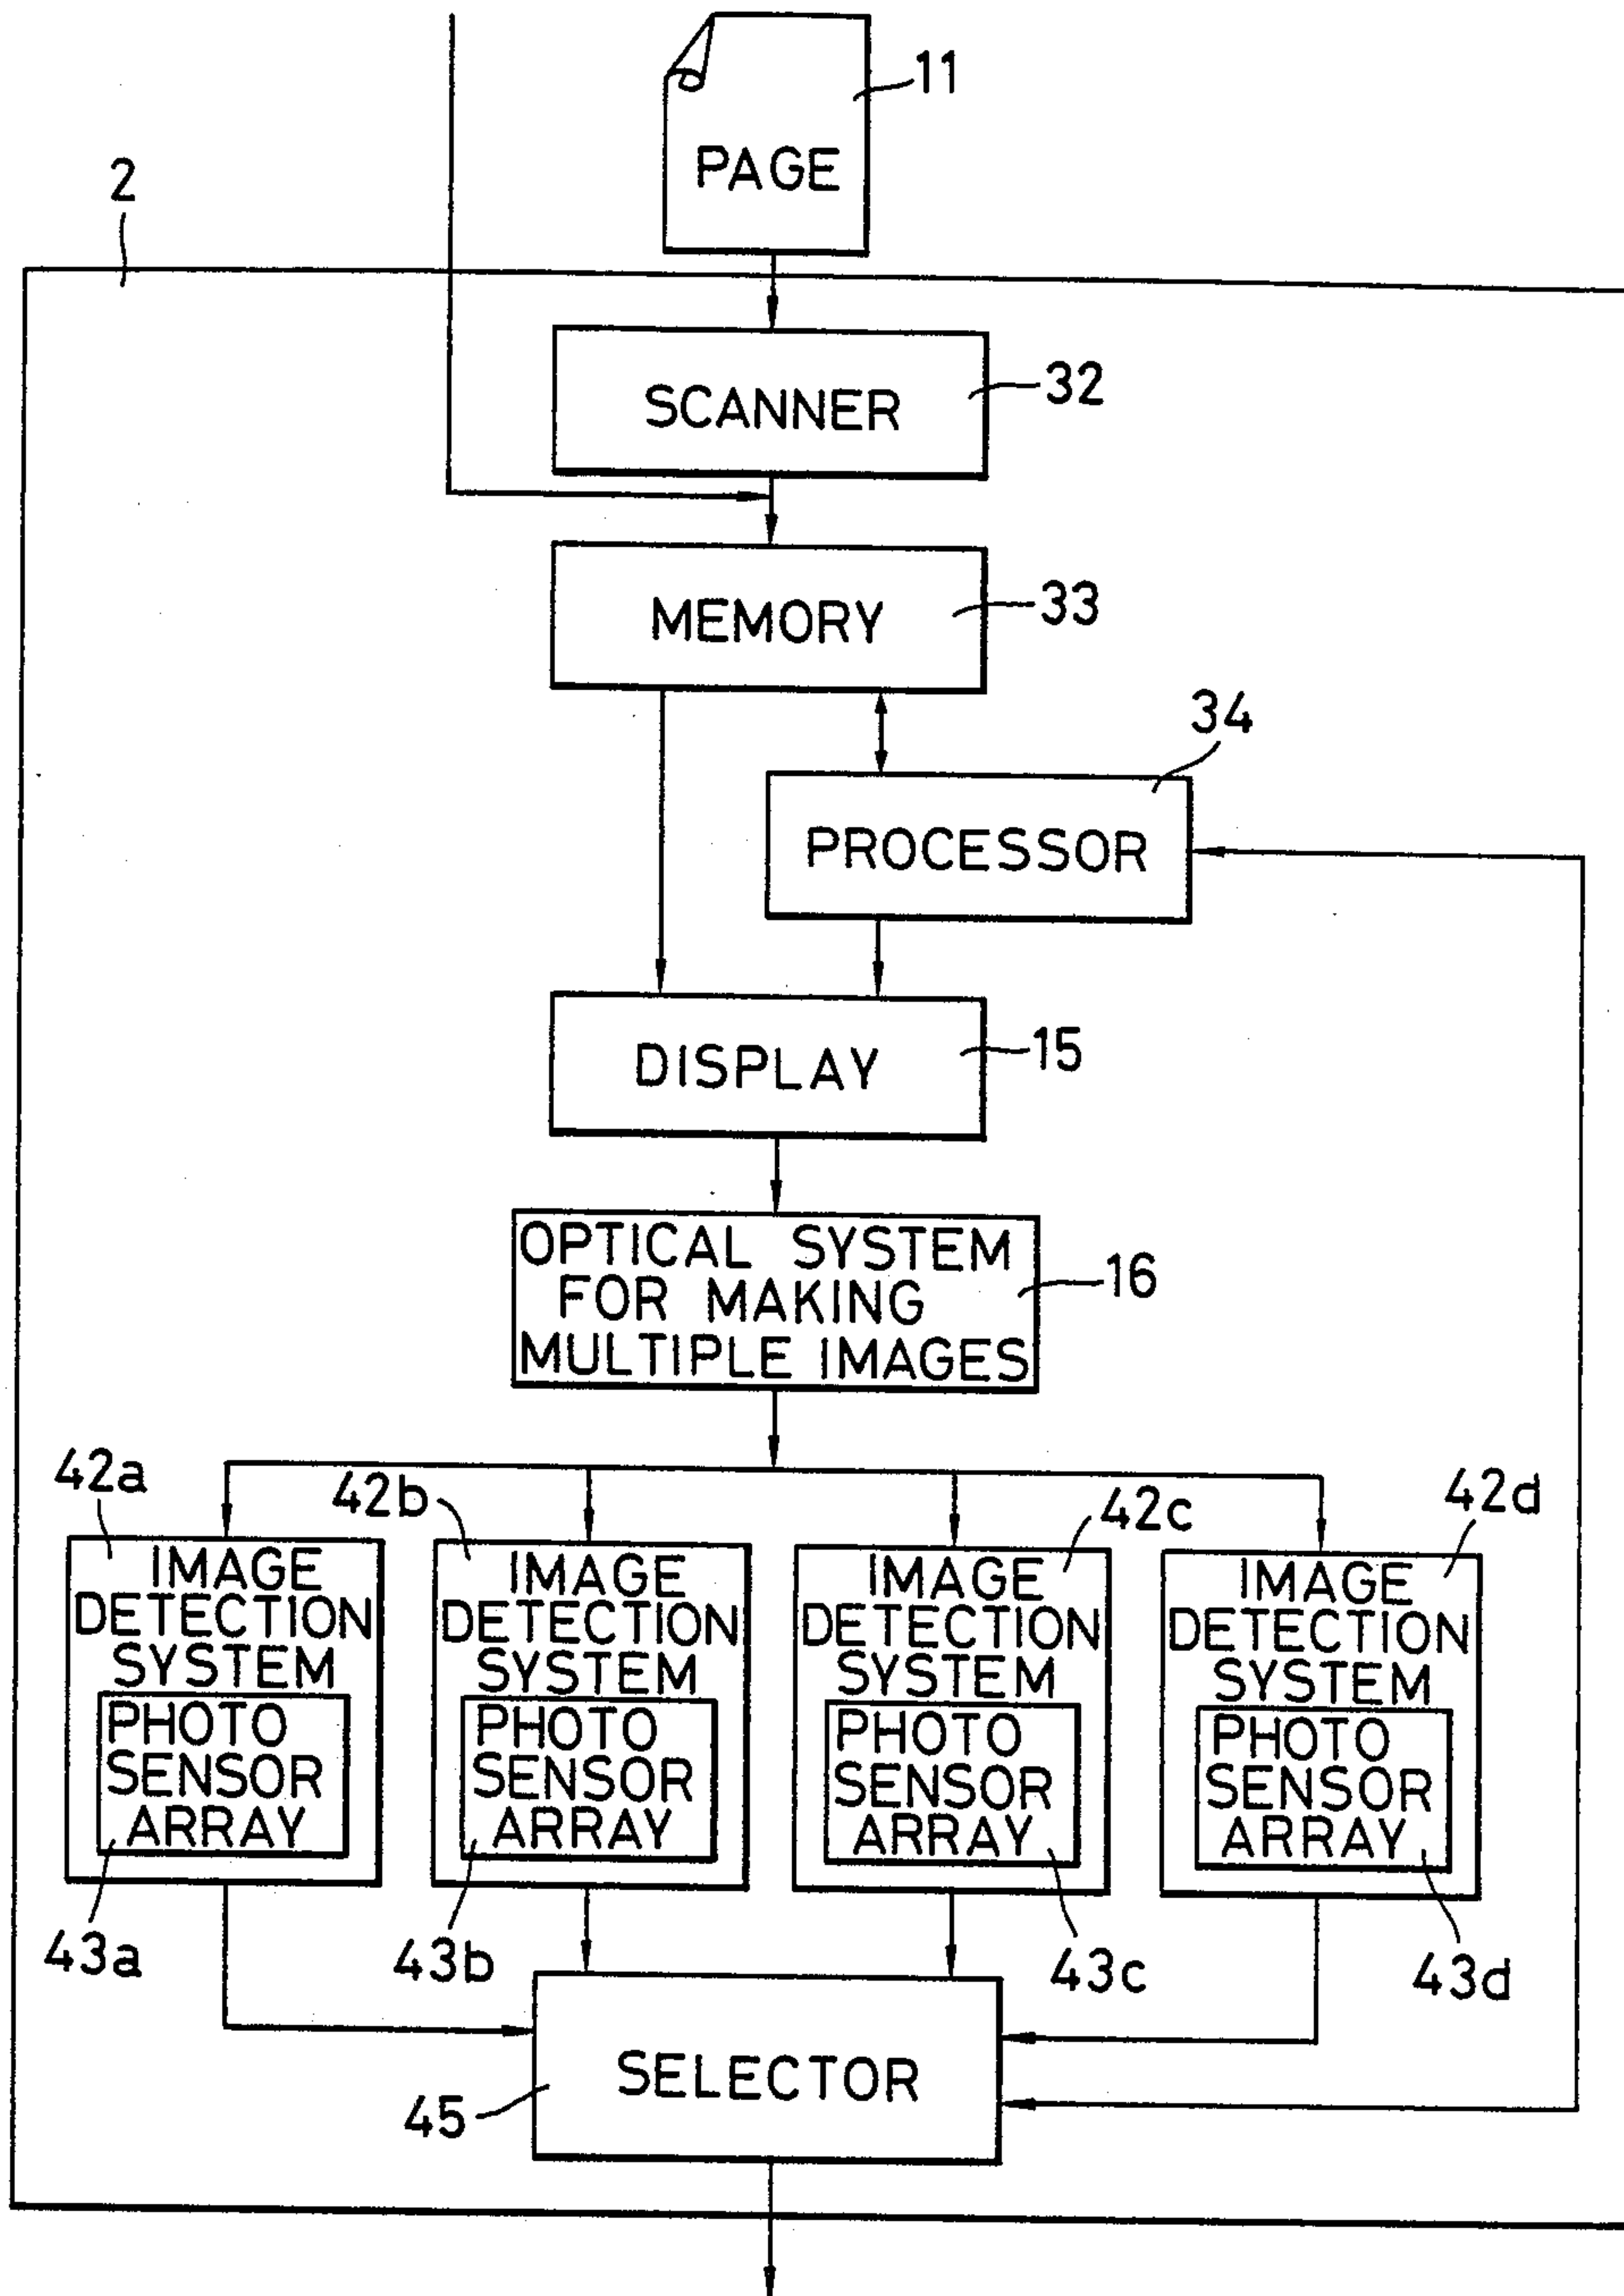 11
PAGE
2
SCANNER
32
MEMORY
33
34
PROCESSOR
DISPLAY
15
OPTICAL SYSTEM
FOR MAKING
MULTIPLE IMAGES
16
42a
IMAGE
DETECTION
SYSTEM
PHOTO
SENSOR
ARRAY
43a
42b
IMAGE
DETECTION
SYSTEM
PHOTO
SENSOR
ARRAY
43b
42c
IMAGE
DETECTION
SYSTEM
PHOTO
SENSOR
ARRAY
43c
42d
IMAGE
DETECTION
SYSTEM
PHOTO
SENSOR
ARRAY
43d
SELECTOR
45